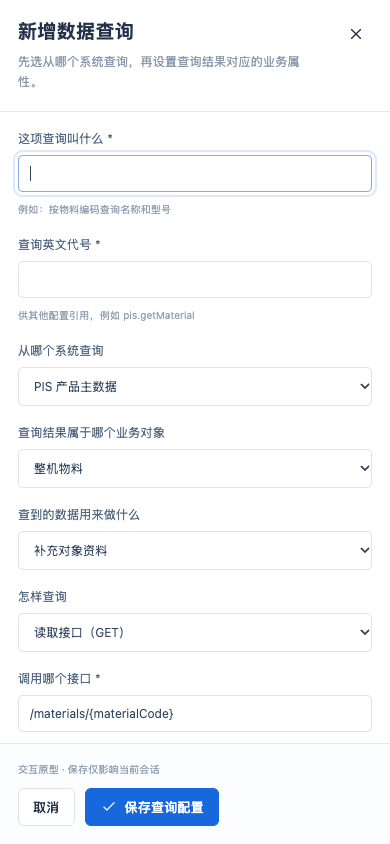 新增数据查询
先选从哪个系统查询，再设置查询结果对应的业务属
性。
这项查询叫什么 *
例如：按物料编码查询名称和型号
查询英文代号 *
供其他配置引用，例如 pis.getMaterial
从哪个系统查询
PIS 产品主数据
查询结果属于哪个业务对象
整机物料
查到的数据用来做什么
补充对象资料
怎样查询
读取接口（GET）
调用哪个接口 *
/materials/{materialCode}
交互原型 · 保存仅影响当前会话
取消
保存查询配置